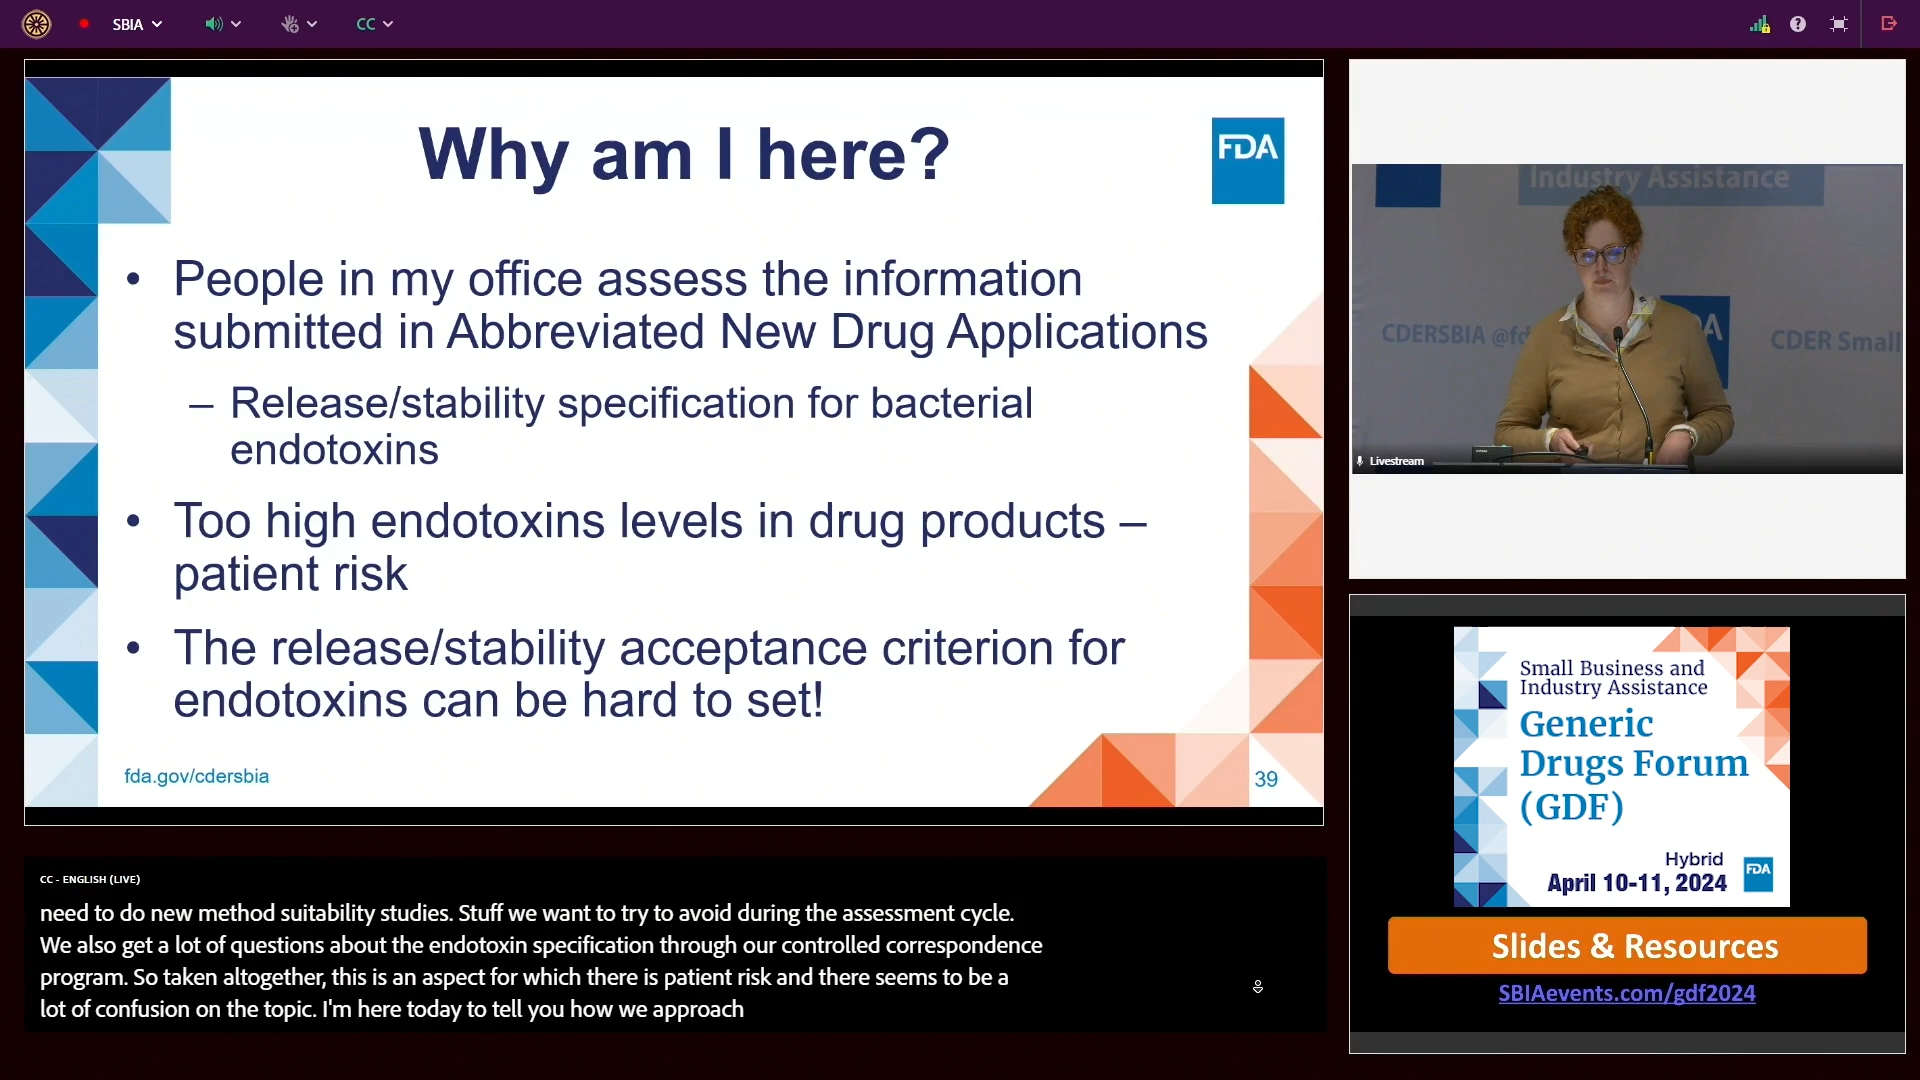 SBIA
CC
Why am I here?
FDA
• People in my office assess the information
submitted in Abbreviated New Drug Applications
– Release/stability specification for bacterial
endotoxins
• Too high endotoxins levels in drug products –
patient risk
• The release/stability acceptance criterion for
endotoxins can be hard to set!
fda.gov/cdersbia
39
Industry Assistance
CDERSBIA @fd
A
CDER Small
Livestream
Small Business and
Industry Assistance
Generic
Drugs Forum
(GDF)
Hybrid
April 10-11, 2024
FDA
Slides & Resources
SBIAevents.com/gdf2024
CC - ENGLISH (LIVE)
need to do new method suitability studies. Stuff we want to try to avoid during the assessment cycle.
We also get a lot of questions about the endotoxin specification through our controlled correspondence
program. So taken altogether, this is an aspect for which there is patient risk and there seems to be a
lot of confusion on the topic. I'm here today to tell you how we approach